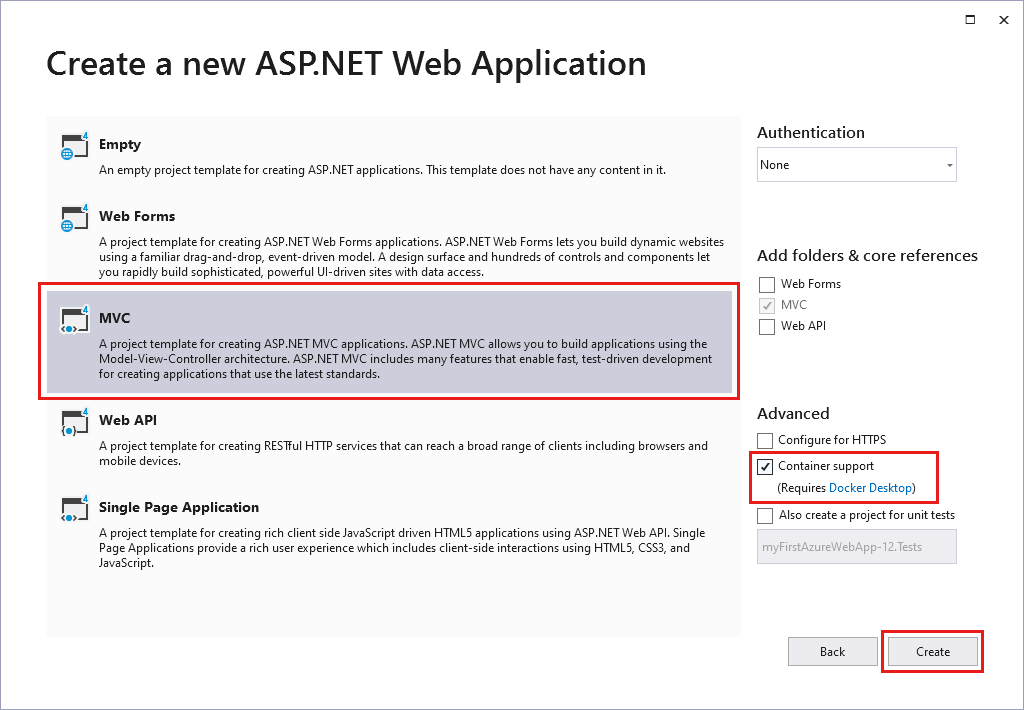 Create a new ASP.NET Web Application
4
Empty
An empty project template for creating ASP.NET applications. This template does not have any content in it.
4
Web Forms
A project template for creating ASP.NET Web Forms applications. ASP.NET Web Forms lets you build dynamic websites
using a familiar drag-and-drop, event-driven model. A design surface and hundreds of controls and components let
you rapidly build sophisticated, powerful UI-driven sites with data access.
4
MVC
A project template for creating ASP.NET MVC applications. ASP.NET MVC allows you to build applications using the
Model-View-Controller architecture. ASP.NET MVC includes many features that enable fast, test-driven development
for creating applications that use the latest standards.
4
Web API
A project template for creating RESTful HTTP services that can reach a broad range of clients including browsers and
mobile devices.
4
Single Page Application
A project template for creating rich client side JavaScript driven HTML5 applications using ASP.NET Web API. Single
Page Applications provide a rich user experience which includes client-side interactions using HTML5, CSS3, and
JavaScript.
Authentication
None
Add folders & core references
Web Forms
MVC
Web API
Advanced
Configure for HTTPS
Container support
(Requires Docker Desktop)
Also create a project for unit tests
myFirstAzureWebApp-12.Tests
Back
Create